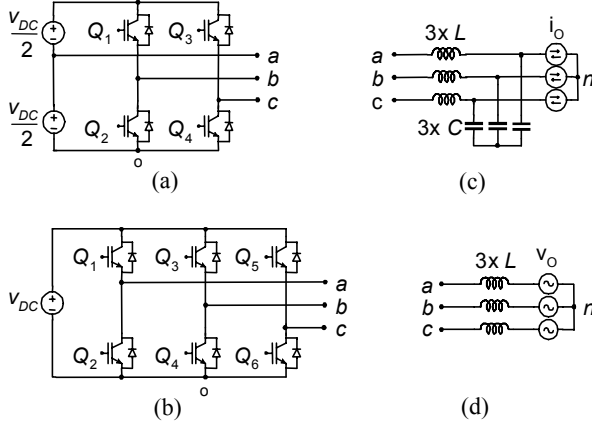 v_DC/2
Q₁ Q₃
a
b
v_DC/2
c
Q₂ Q₄
o
(a)
3x L
i_O
a
b
n
c
3x C
(c)
Q₁ Q₃ Q₅
a
v_DC
b
c
Q₂ Q₄ Q₆
o
(b)
3x L
v_O
a
b
n
c
(d)